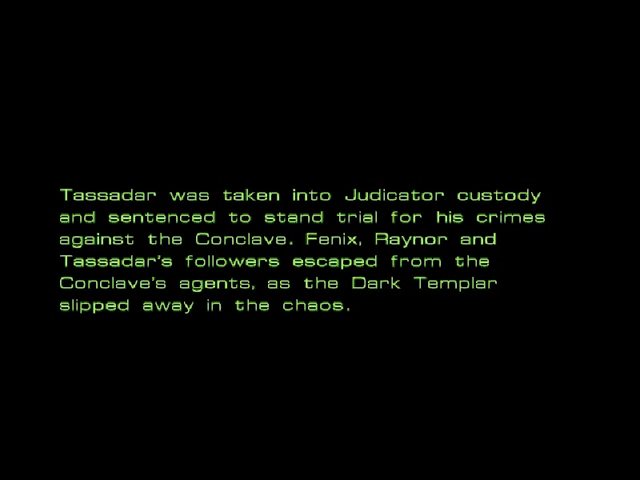 Tassadar was taken into Judicator custody
and sentenced to stand trial for his crimes
against the Conclave. Fenix, Raynor and
Tassadar's followers escaped from the
Conclave's agents, as the Dark Templar
slipped away in the chaos.